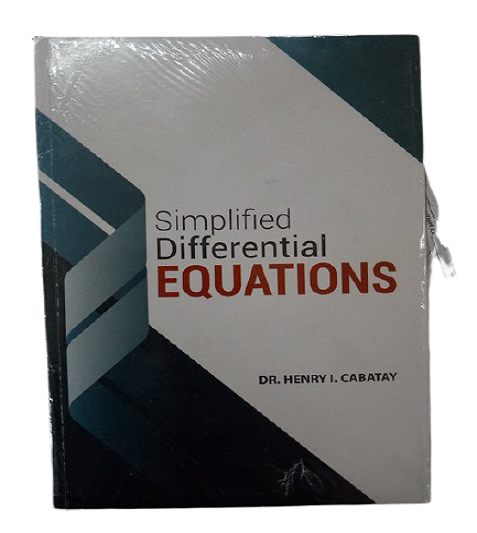 Simplified
Differential
EQUATIONS
DR. HENRY I. CABATAY